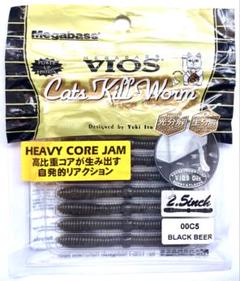 Megabass
VIOS
Cats Kill Worm
Designed by Yuki Ito
HEAVY CORE JAM
高比重コアが生み出す
自発的リアクション
2.5inch
00C5
BLACK BEER